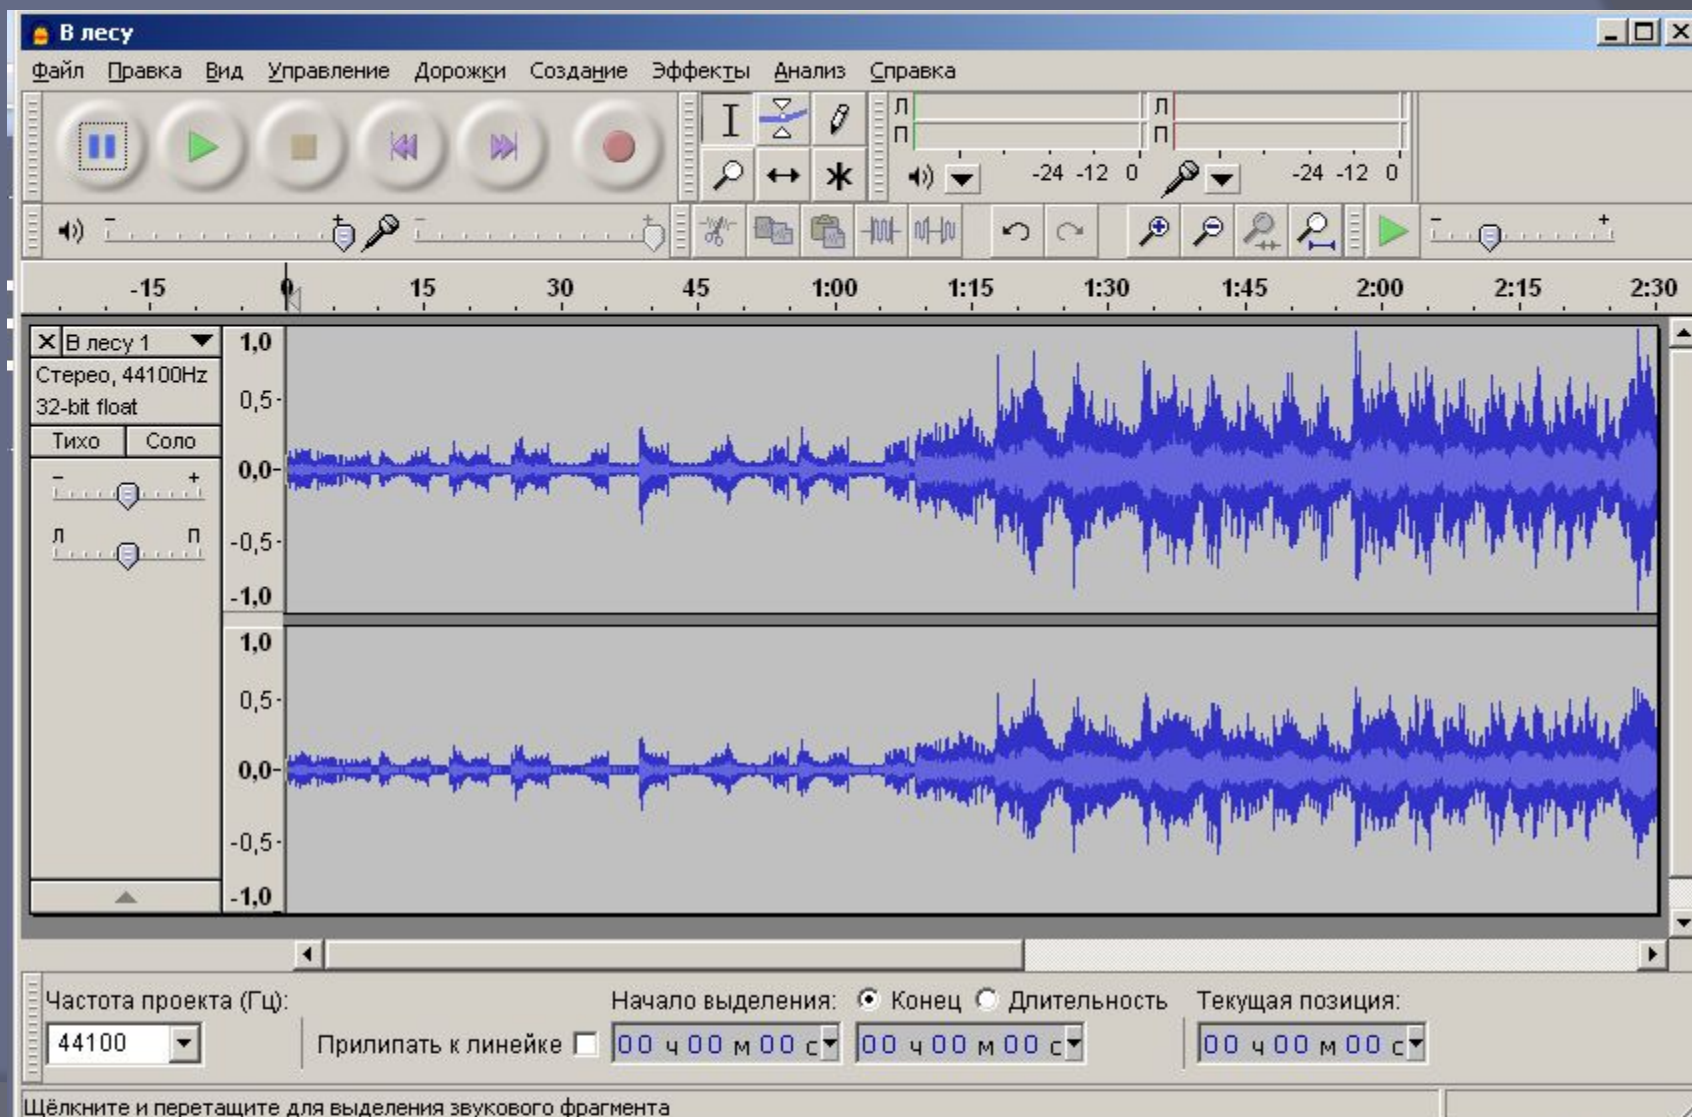 В лесу
Файл Правка Вид Управление Дорожки Создание Эффекты Анализ Справка
Л
П
-24 -12 0
Л
П
-24 -12 0
- +
- +
- +
-15 0 15 30 45 1:00 1:15 1:30 1:45 2:00 2:15 2:30
В лесу 1
Стерео, 44100Hz
32-bit float
Тихо Соло
- +
Л П
1,0
0,5
0,0
-0,5
-1,0
1,0
0,5
0,0
-0,5
-1,0
Частота проекта (Гц):
44100
Прилипать к линейке
Начало выделения:
Конец
Длительность
Текущая позиция:
00 ч 00 м 00 с
00 ч 00 м 00 с
00 ч 00 м 00 с
Щёлкните и перетащите для выделения звукового фрагмента